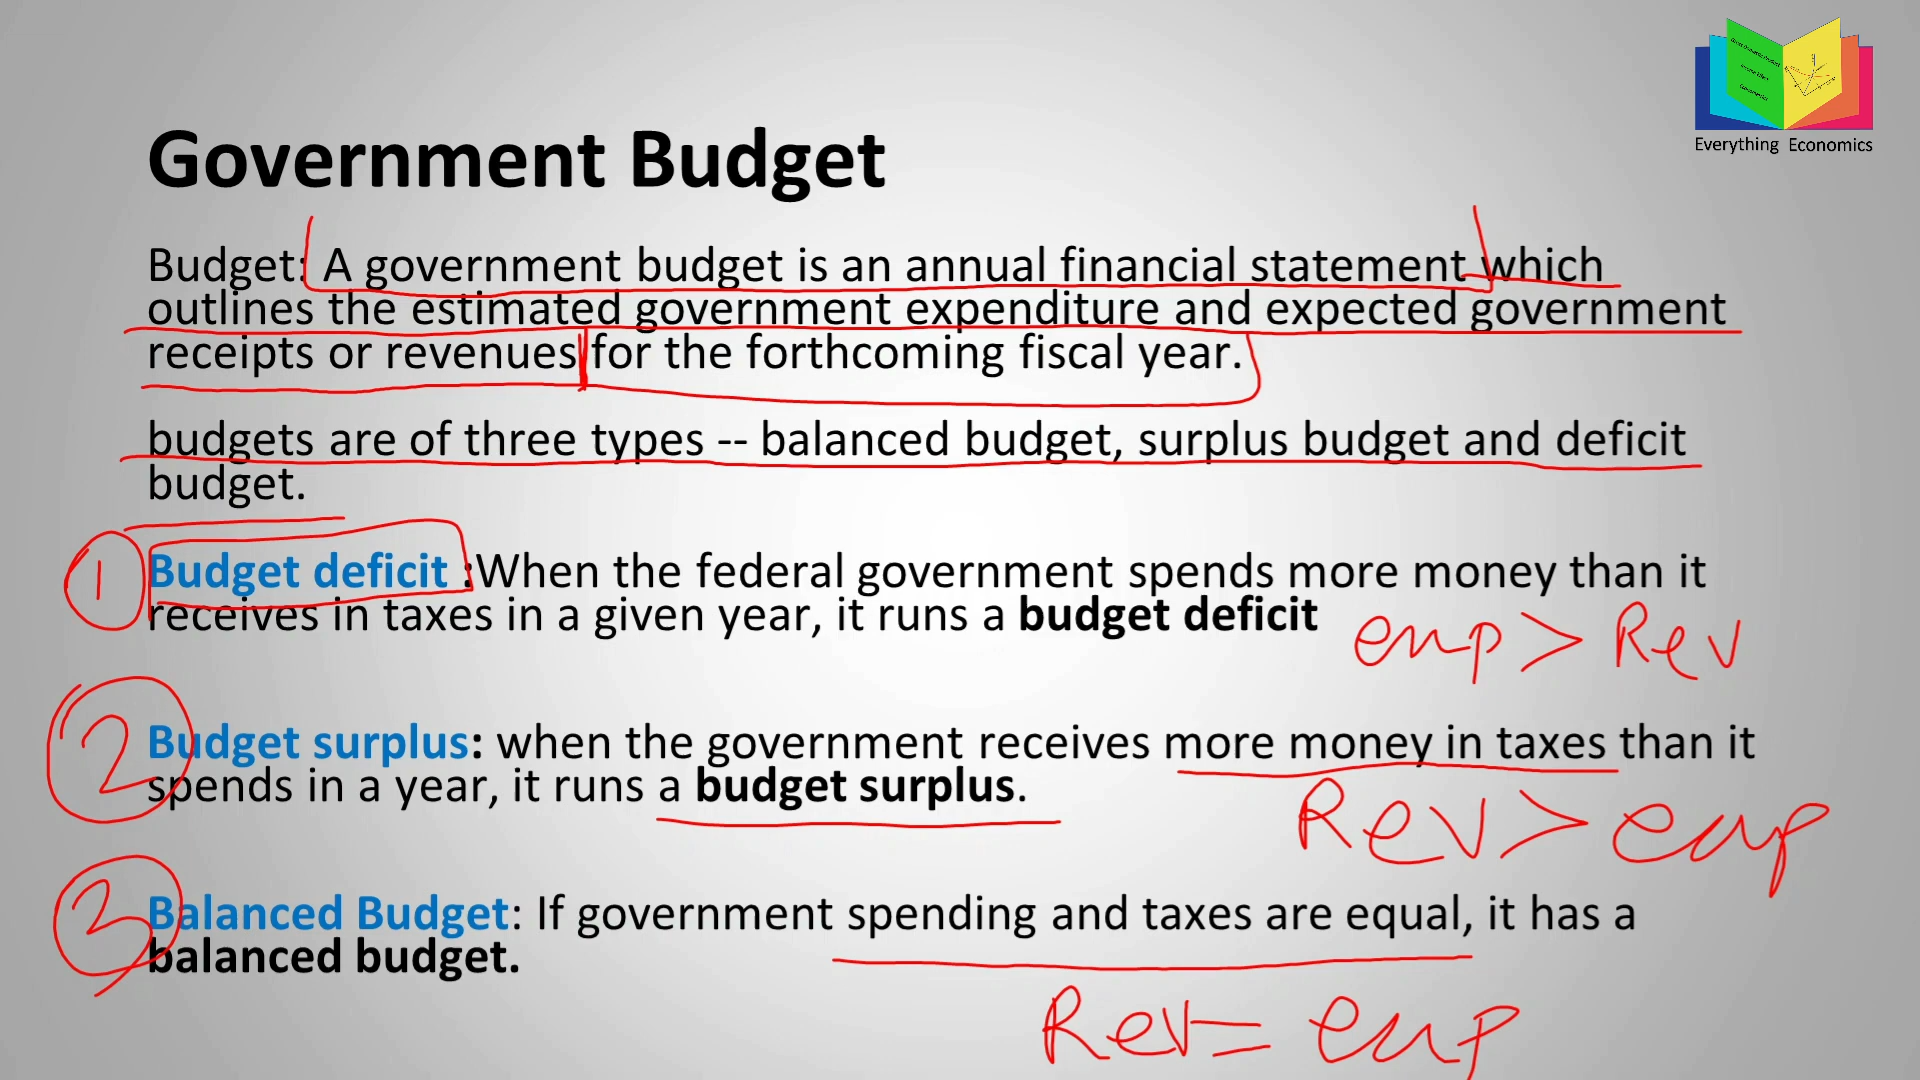 Everything Economics
Government Budget
Budget: A government budget is an annual financial statement which
outlines the estimated government expenditure and expected government
receipts or revenues for the forthcoming fiscal year.
budgets are of three types -- balanced budget, surplus budget and deficit
budget.
1
Budget deficit :When the federal government spends more money than it
receives in taxes in a given year, it runs a budget deficit
exp > Rev
2
Budget surplus: when the government receives more money in taxes than it
spends in a year, it runs a budget surplus.
Rev > exp
3
Balanced Budget: If government spending and taxes are equal, it has a
balanced budget.
Rev = exp